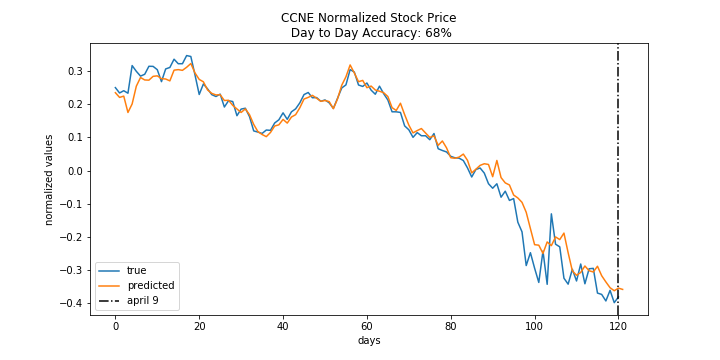 CCNE Normalized Stock Price
Day to Day Accuracy: 68%
normalized values
0.3
0.2
0.1
0.0
−0.1
−0.2
−0.3
−0.4
true
predicted
april 9
0 20 40 60 80 100 120
days